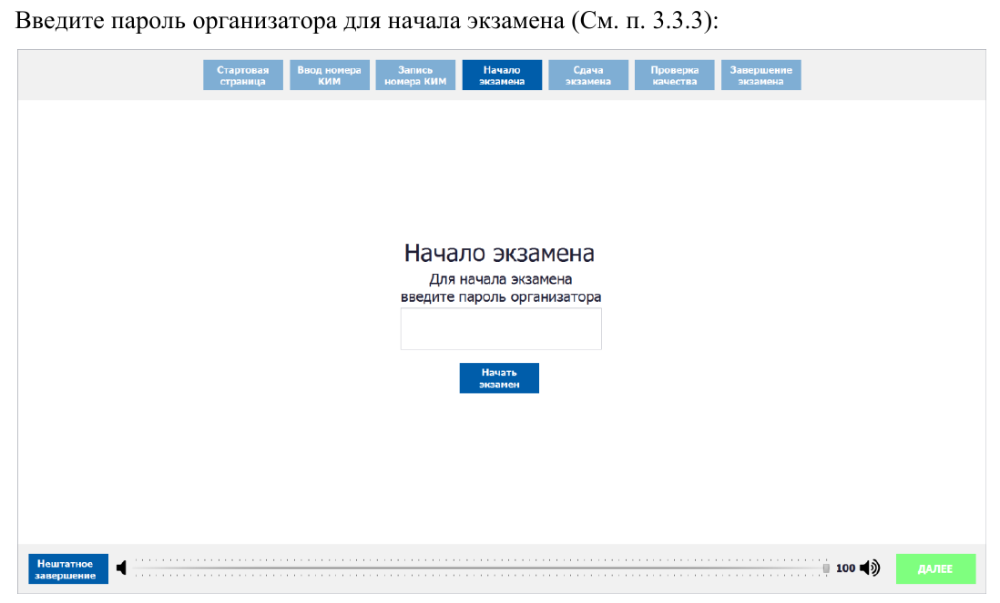 Введите пароль организатора для начала экзамена (См. п. 3.3.3):
Стартовая
страница
Ввод номера
КИМ
Запись
номера КИМ
Начало
экзамена
Сдача
экзамена
Проверка
качества
Завершение
экзамена
Начало экзамена
Для начала экзамена
введите пароль организатора
Начать
экзамен
Нештатное
завершение
100
ДАЛЕЕ